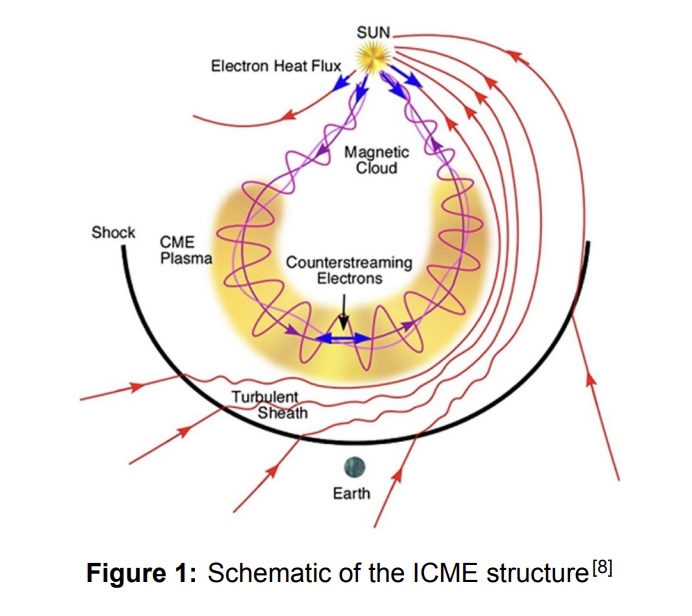 SUN
Electron Heat Flux
Magnetic
Cloud
Shock
CME
Plasma
Counterstreaming
Electrons
Turbulent
Sheath
Earth
Figure 1: Schematic of the ICME structure[8]